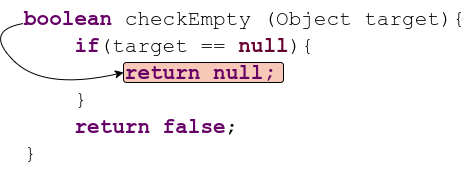 boolean checkEmpty (Object target){
if(target == null){
return null;
}
return false;
}